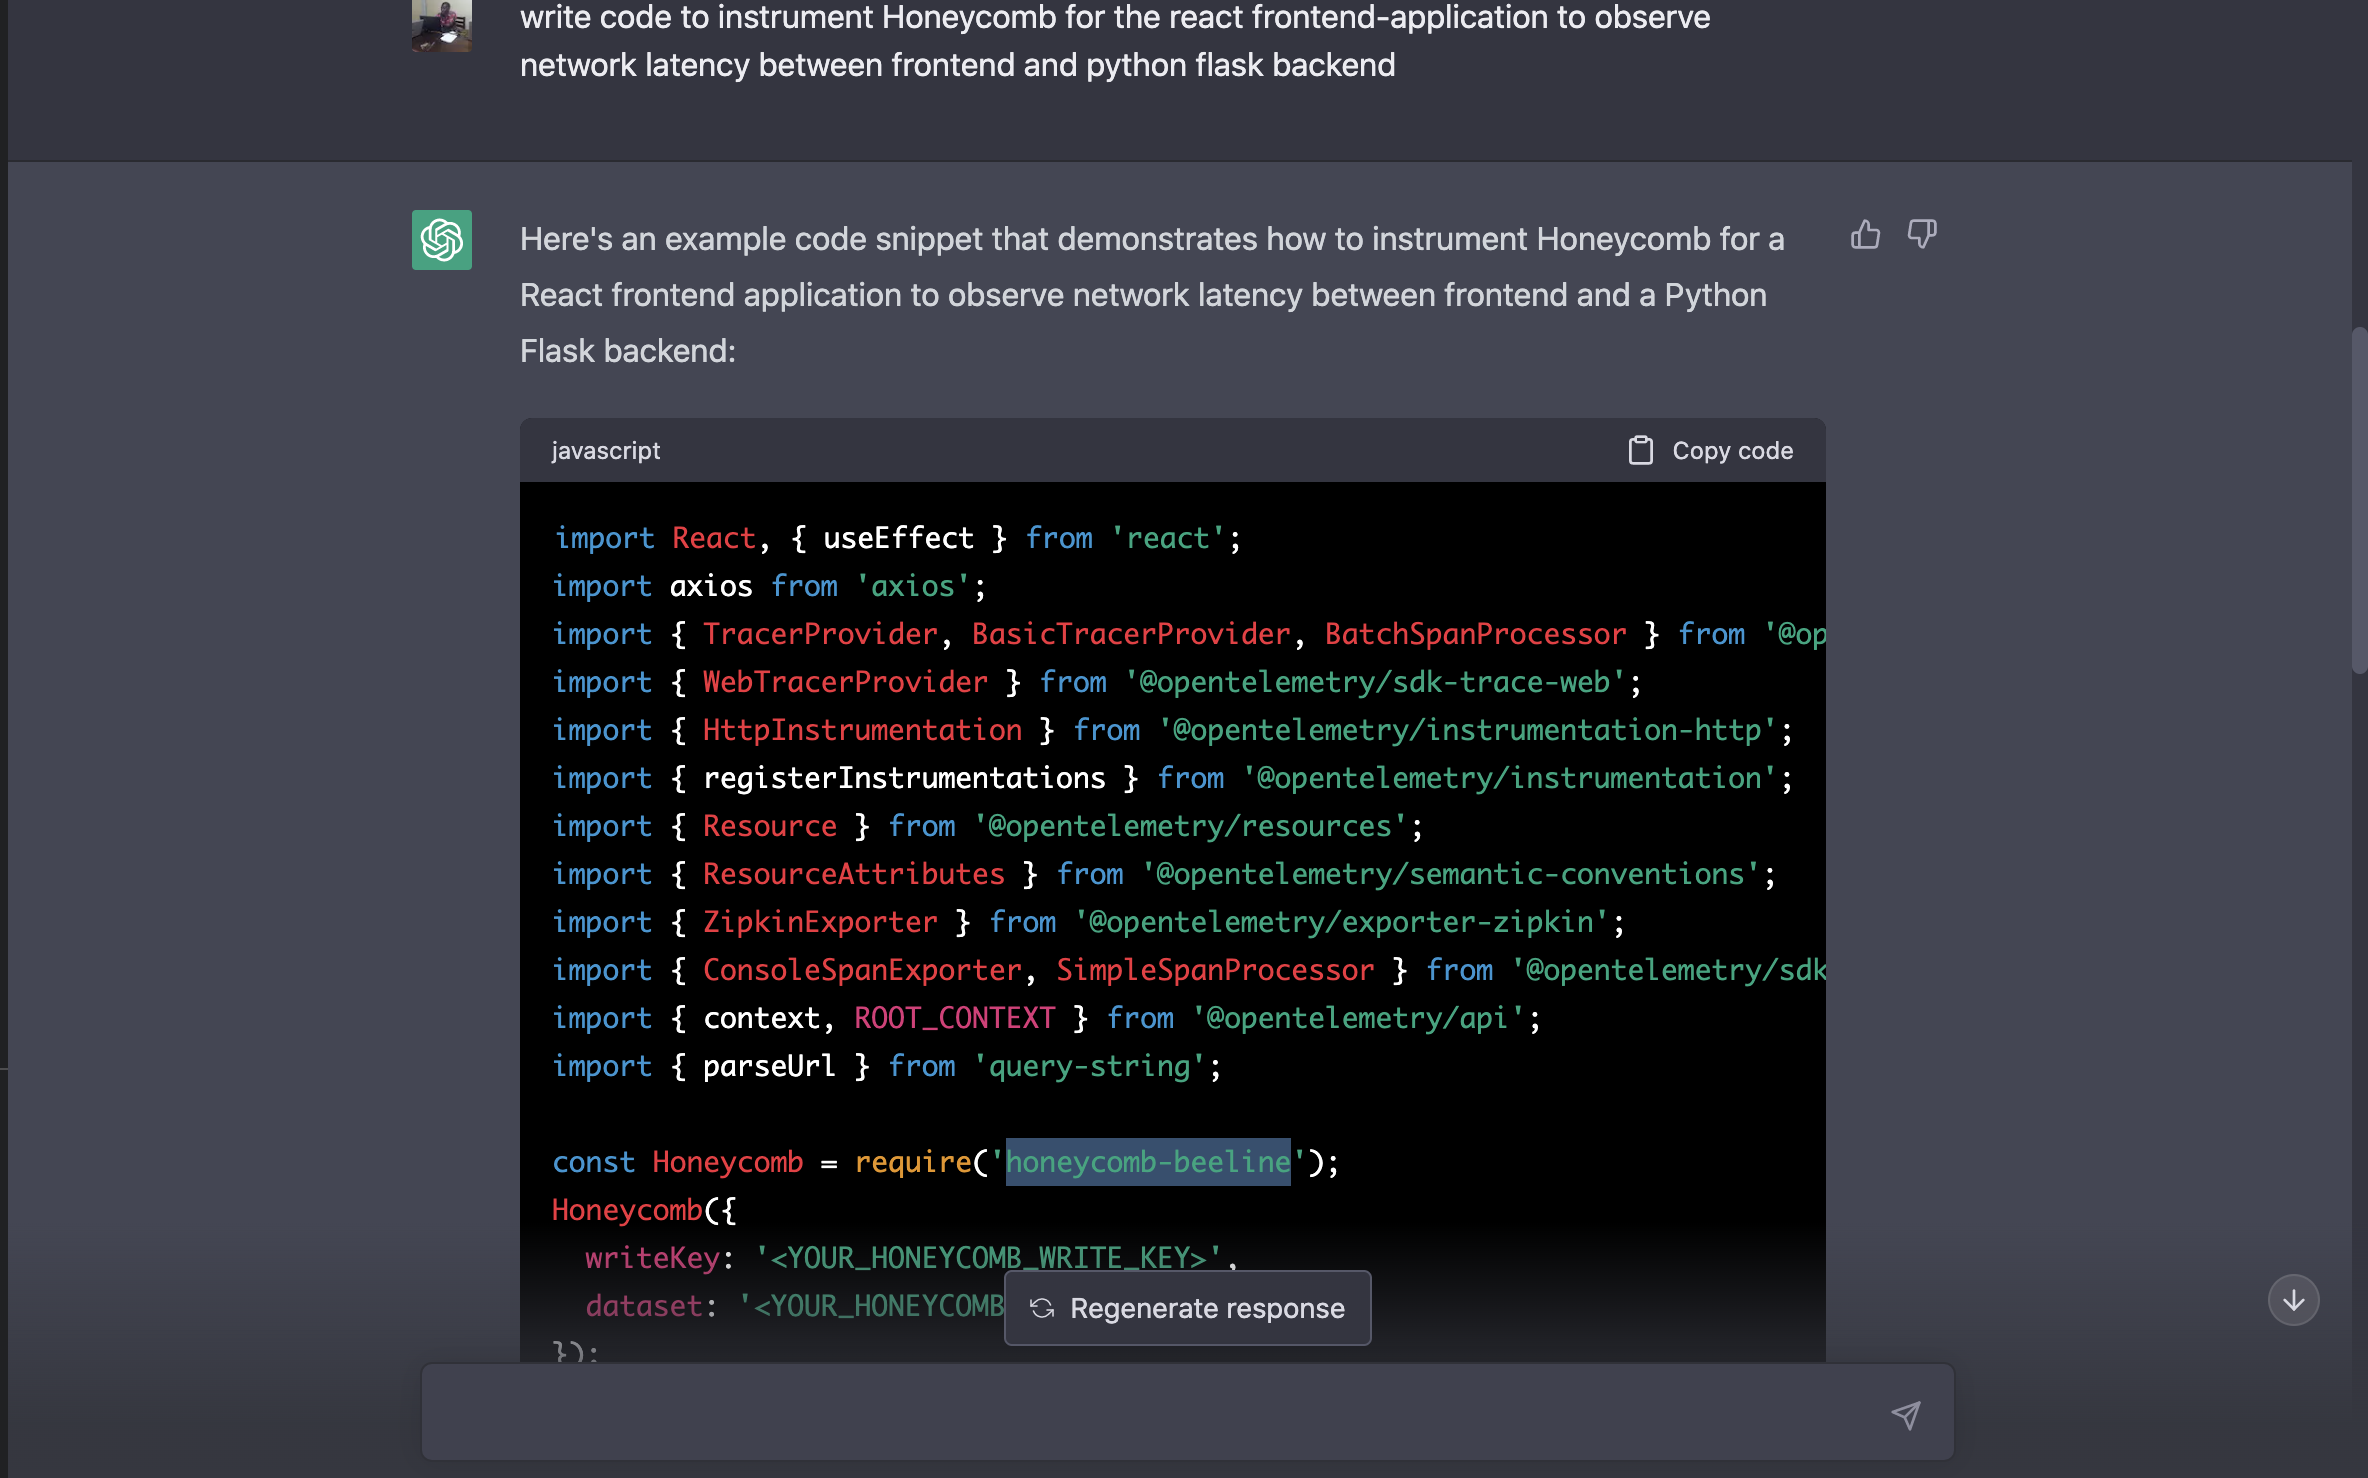 write code to instrument Honeycomb for the react frontend-application to observe
network latency between frontend and python flask backend
Here's an example code snippet that demonstrates how to instrument Honeycomb for a
React frontend application to observe network latency between frontend and a Python
Flask backend:
javascript
Copy code
import React, { useEffect } from 'react';
import axios from 'axios';
import { TracerProvider, BasicTracerProvider, BatchSpanProcessor } from '@op
import { WebTracerProvider } from '@opentelemetry/sdk-trace-web';
import { HttpInstrumentation } from '@opentelemetry/instrumentation-http';
import { registerInstrumentations } from '@opentelemetry/instrumentation';
import { Resource } from '@opentelemetry/resources';
import { ResourceAttributes } from '@opentelemetry/semantic-conventions';
import { ZipkinExporter } from '@opentelemetry/exporter-zipkin';
import { ConsoleSpanExporter, SimpleSpanProcessor } from '@opentelemetry/sdk
import { context, ROOT_CONTEXT } from '@opentelemetry/api';
import { parseUrl } from 'query-string';
const Honeycomb = require('honeycomb-beeline');
Honeycomb({
writeKey: '<YOUR_HONEYCOMB_WRITE_KEY>',
dataset: '<YOUR_HONEYCOMB
});
Regenerate response